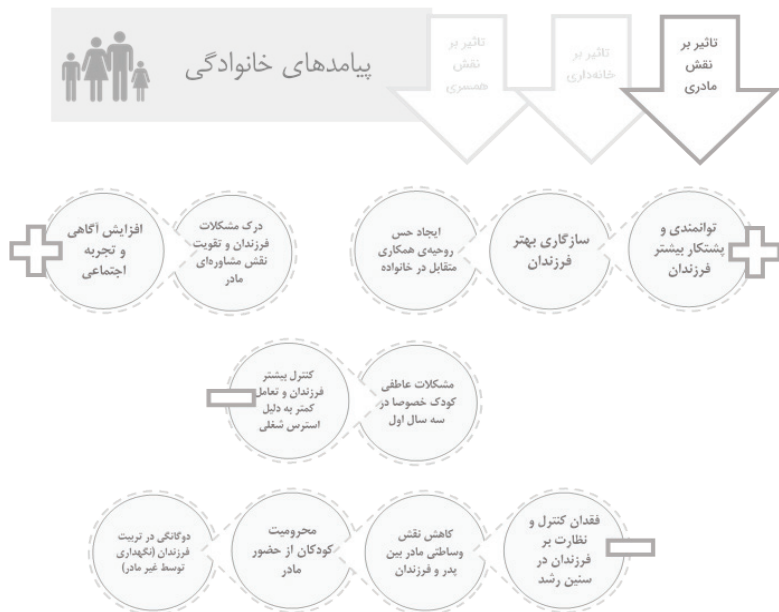 پیامدهای خانوادگی
تاثیر بر
نقش
مادری
تاثیر بر
خانه‌داری
تاثیر بر
نقش
همسری
توانمندی و
پشتکار بیشتر
فرزندان
سازگاری بهتر
فرزندان
ایجاد حس
روحیه‌ی همکاری
متقابل در خانواده
درک مشکلات
فرزندان و تقویت
نقش مشاوره‌ای
مادر
افزایش آگاهی
و تجربه
اجتماعی
مشکلات عاطفی
کودک خصوصا در
سه سال اول
کنترل بیشتر
فرزندان و تعامل
کمتر به دلیل
استرس شغلی
فقدان کنترل و
نظارت بر
فرزندان در
سنین رشد
کاهش نقش
وساطتی مادر بین
پدر و فرزندان
محرومیت
کودکان از حضور
مادر
دوگانگی در تربیت
فرزندان (نگهداری
توسط غیر مادر)